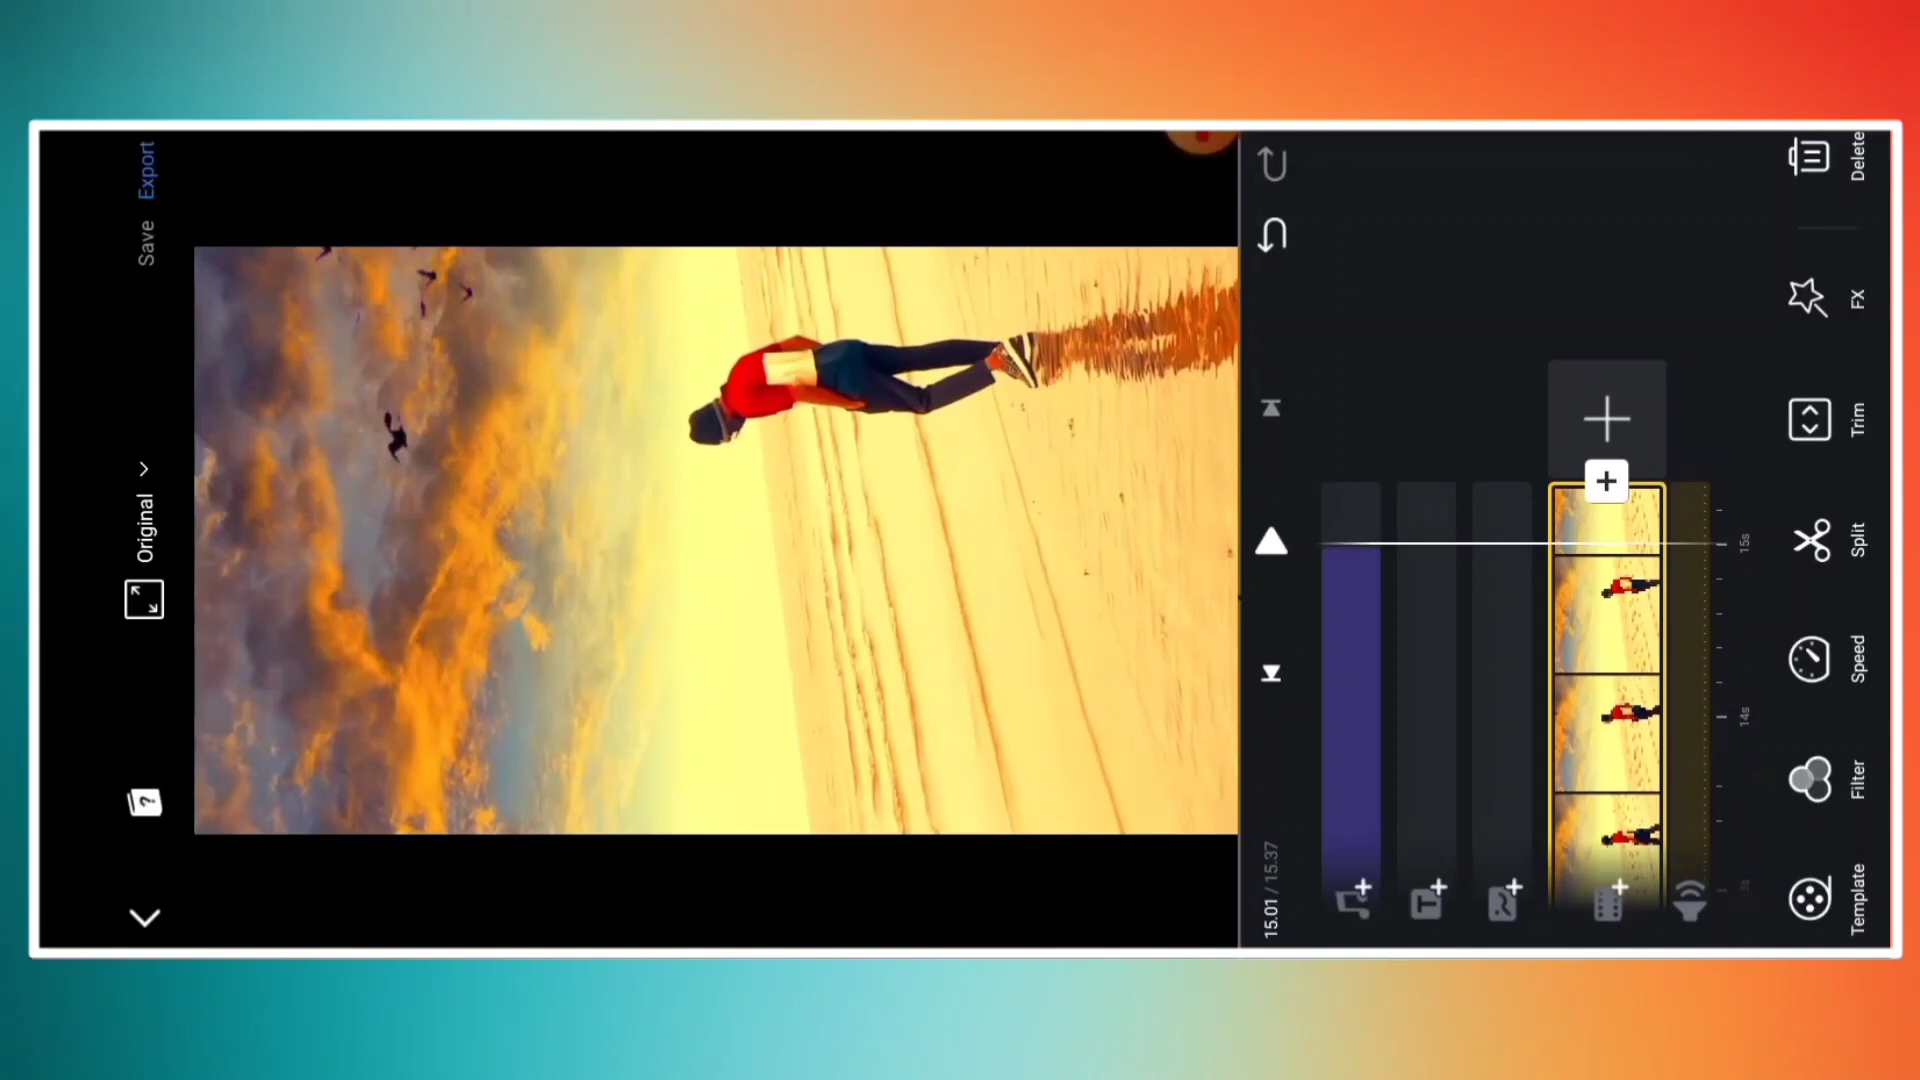 Original
Save
Export
15.01 / 15.37
14s
15s
Template
Filter
Speed
Split
Trim
FX
Delete